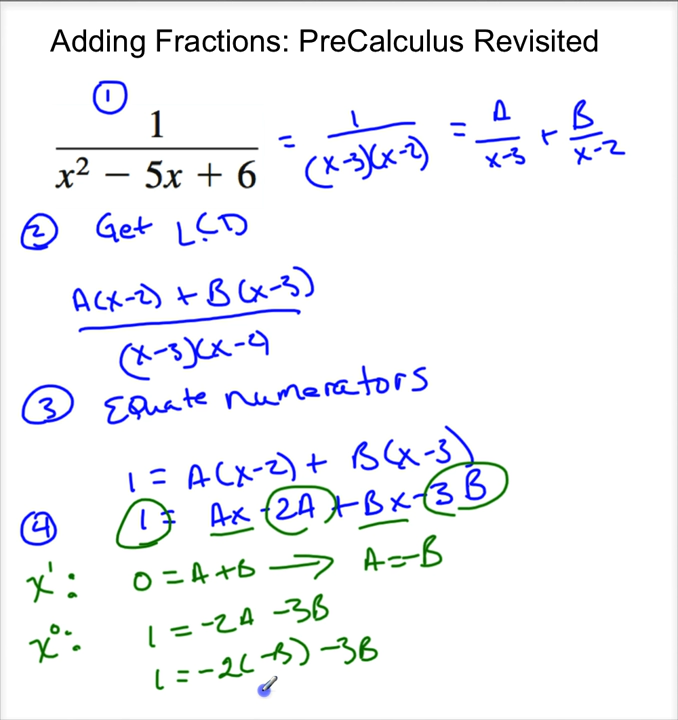 Adding Fractions: PreCalculus Revisited
①
1/(x² − 5x + 6) = 1/((x-3)(x-2)) = A/(x-3) + B/(x-2)
② Get LCD
(A(x-2) + B(x-3))/((x-3)(x-2))
③ Equate numerators
1 = A(x-2) + B(x-3)
④ 1 = Ax - 2A + Bx - 3B
x¹: 0 = A + B → A = -B
x⁰: 1 = -2A - 3B
1 = -2(-B) - 3B